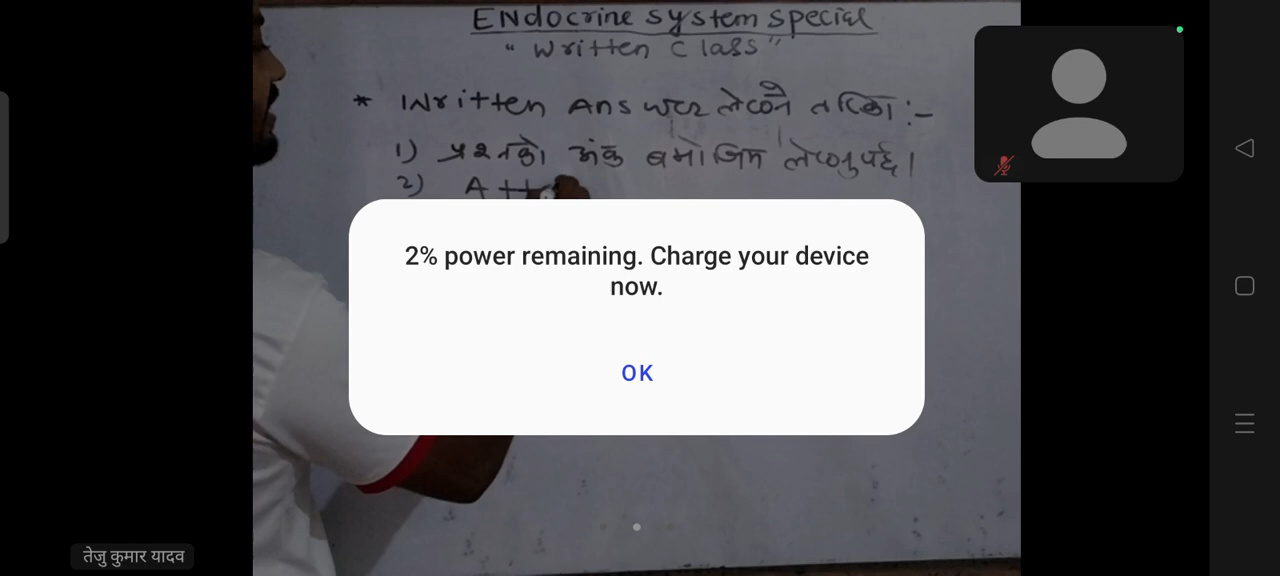 ENdocrine system special
"Written Class"
* Written Answer लेख्ने तरिका :-
1) प्रश्नको अंक बमोजिम लेख्नुपर्छ।
2)
2% power remaining. Charge your device
now.
OK
तेजु कुमार यादव